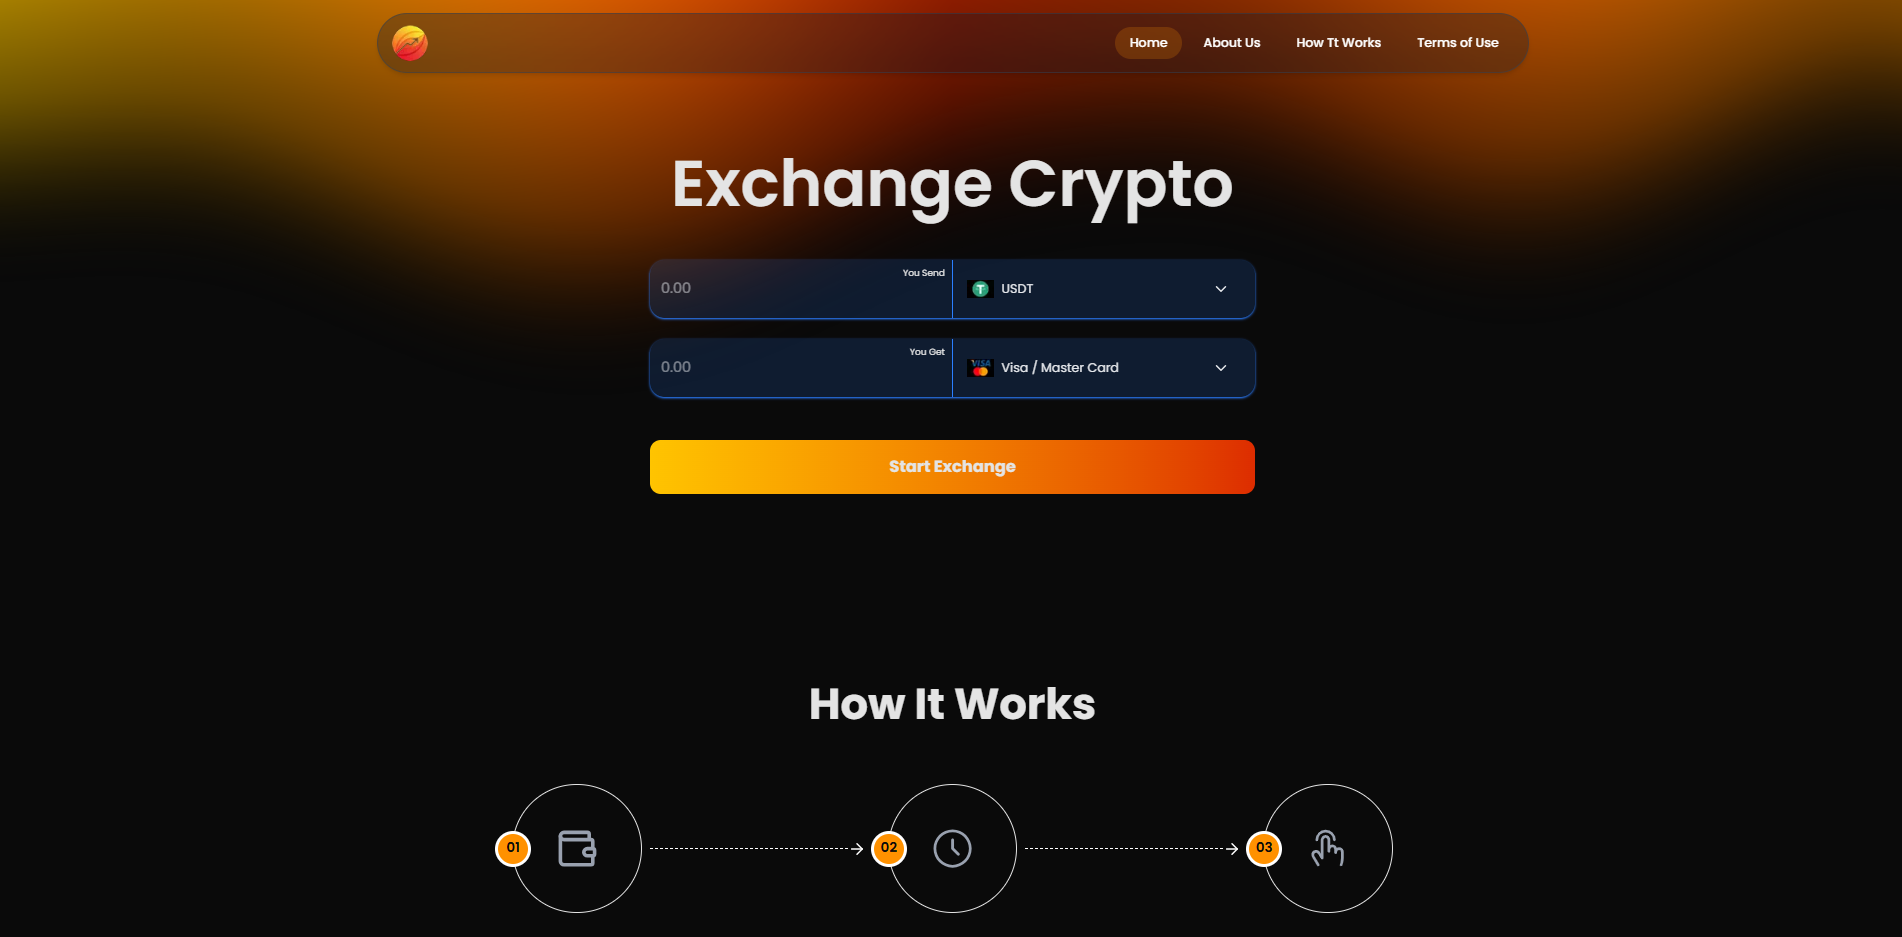 Home About Us How Tt Works Terms of Use
Exchange Crypto
You Send
0.00 USDT
You Get
0.00 VISA Visa / Master Card
Start Exchange
How It Works
01 02 03